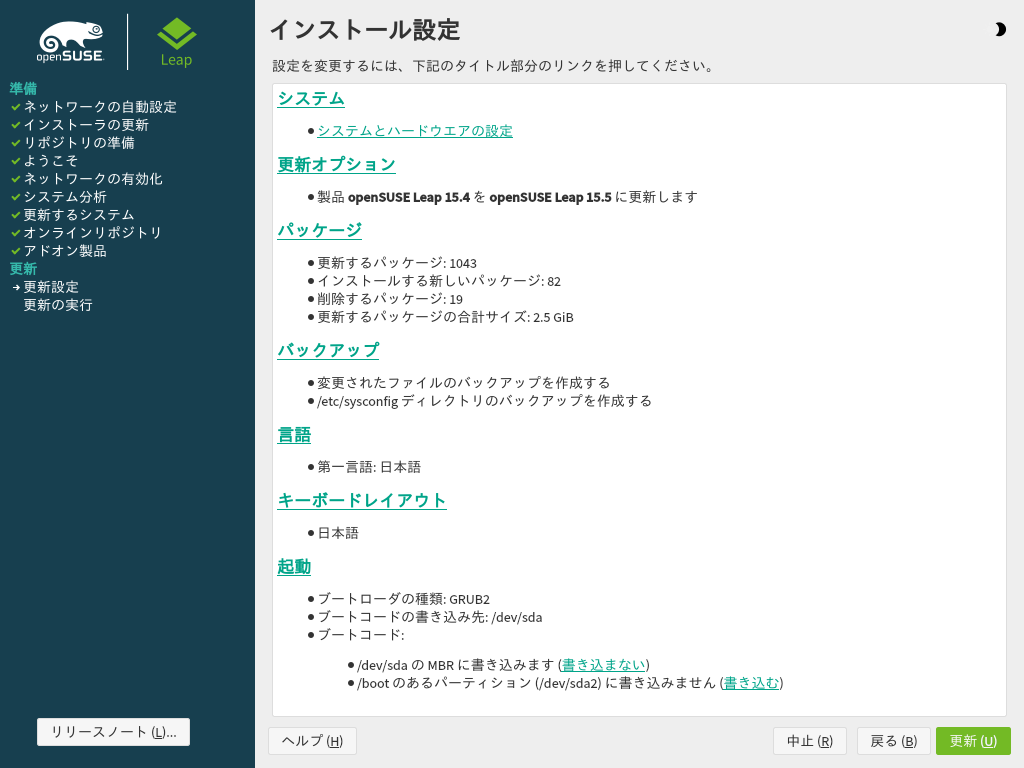 openSUSE
Leap
準備
ネットワークの自動設定
インストーラの更新
リポジトリの準備
ようこそ
ネットワークの有効化
システム分析
更新するシステム
オンラインリポジトリ
アドオン製品
更新
更新設定
更新の実行
リリースノート (L)...
インストール設定
設定を変更するには、下記のタイトル部分のリンクを押してください。
システム
システムとハードウエアの設定
更新オプション
製品 openSUSE Leap 15.4 を openSUSE Leap 15.5 に更新します
パッケージ
更新するパッケージ: 1043
インストールする新しいパッケージ: 82
削除するパッケージ: 19
更新するパッケージの合計サイズ: 2.5 GiB
バックアップ
変更されたファイルのバックアップを作成する
/etc/sysconfig ディレクトリのバックアップを作成する
言語
第一言語: 日本語
キーボードレイアウト
日本語
起動
ブートローダの種類: GRUB2
ブートコードの書き込み先: /dev/sda
ブートコード:
/dev/sda の MBR に書き込みます (書き込まない)
/boot のあるパーティション (/dev/sda2) に書き込みません (書き込む)
ヘルプ (H)
中止 (R)
戻る (B)
更新 (U)